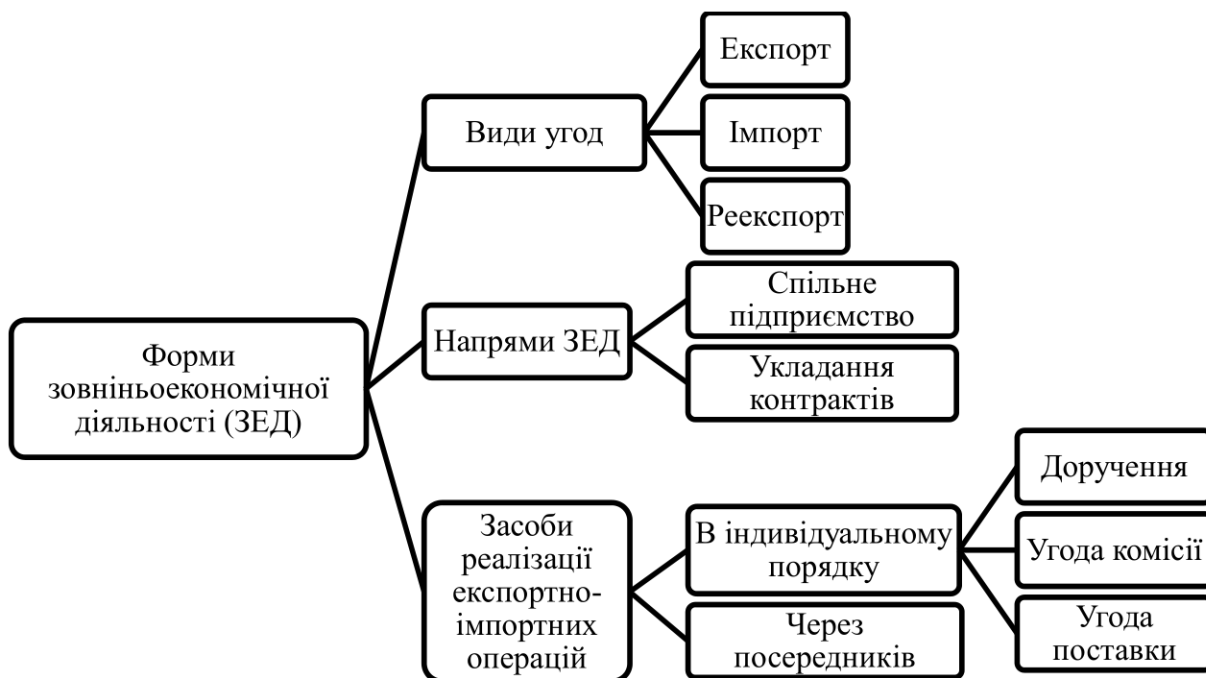 Форми
зовніньоекономічної
діяльності (ЗЕД)
Види угод
Експорт
Імпорт
Реекспорт
Напрями ЗЕД
Спільне
підприємство
Укладання
контрактів
Засоби
реалізації
експортно-
імпортних
операцій
В індивідуальному
порядку
Доручення
Угода комісії
Угода
поставки
Через
посередників